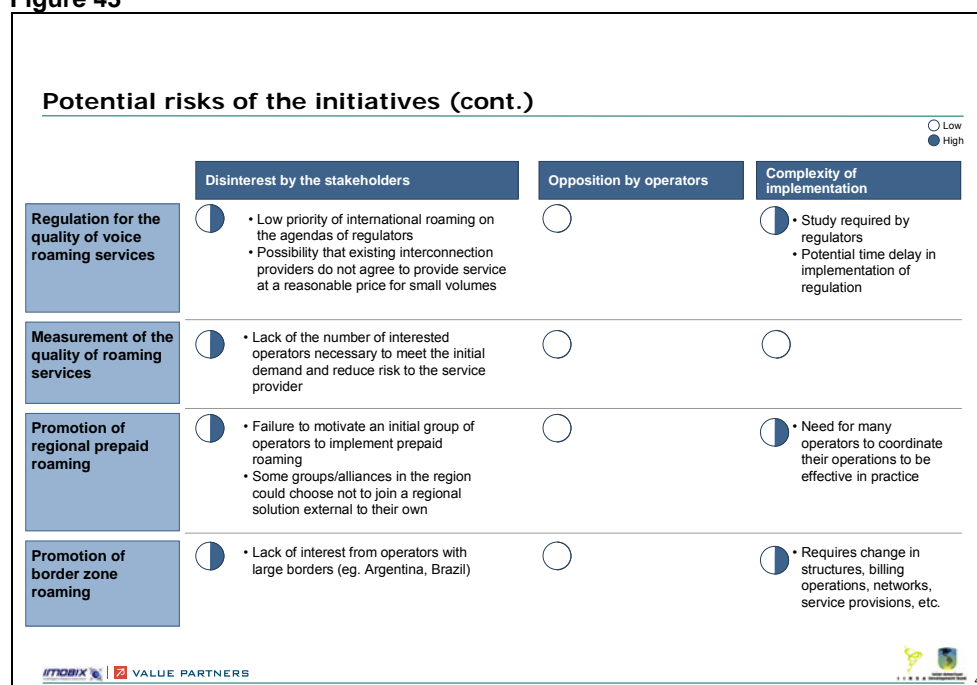 Figure 43
Potential risks of the initiatives (cont.)
Low
High
Disinterest by the stakeholders
Opposition by operators
Complexity of
implementation
Regulation for the
quality of voice
roaming services
• Low priority of international roaming on
the agendas of regulators
• Possibility that existing interconnection
providers do not agree to provide service
at a reasonable price for small volumes
• Study required by
regulators
• Potential time delay in
implementation of
regulation
Measurement of the
quality of roaming
services
• Lack of the number of interested
operators necessary to meet the initial
demand and reduce risk to the service
provider
Promotion of
regional prepaid
roaming
• Failure to motivate an initial group of
operators to implement prepaid
roaming
• Some groups/alliances in the region
could choose not to join a regional
solution external to their own
• Need for many
operators to coordinate
their operations to be
effective in practice
Promotion of
border zone
roaming
• Lack of interest from operators with
large borders (eg. Argentina, Brazil)
• Requires change in
structures, billing
operations, networks,
service provisions, etc.
imobix
VALUE PARTNERS
I I R S A